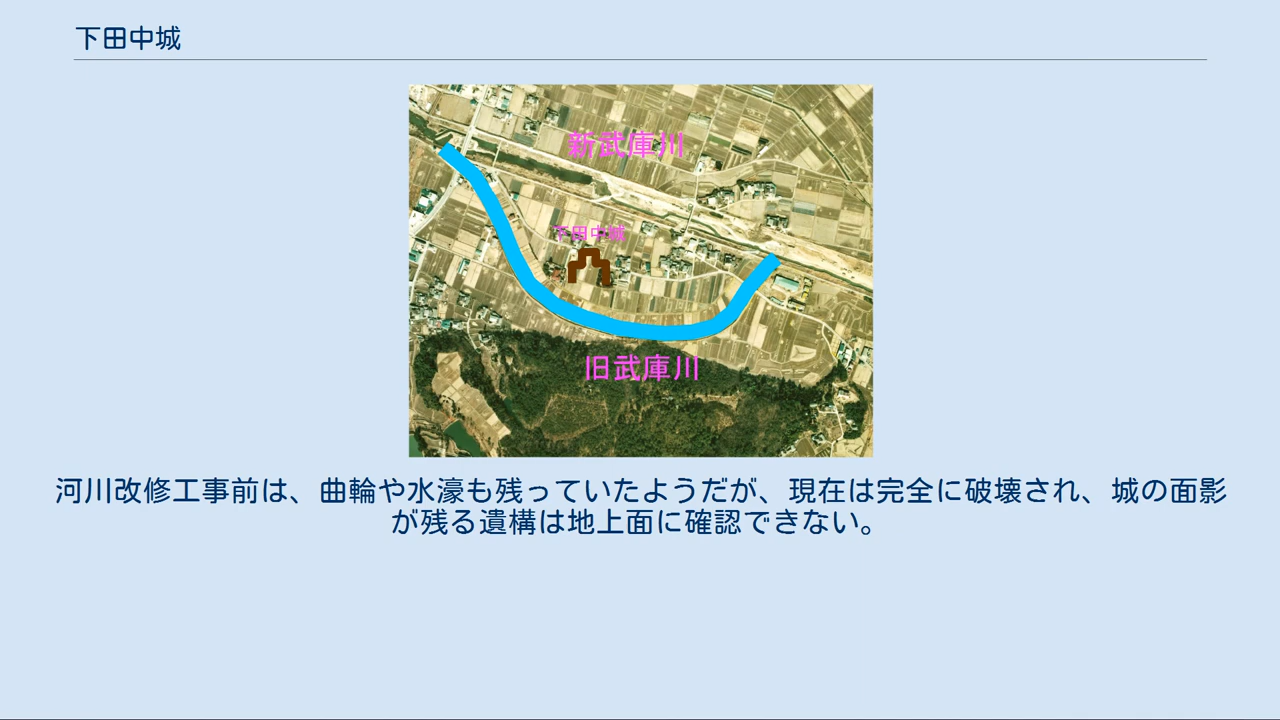 下田中城
新武庫川
下田中城
旧武庫川
河川改修工事前は、曲輪や水濠も残っていたようだが、現在は完全に破壊され、城の面影
が残る遺構は地上面に確認できない。